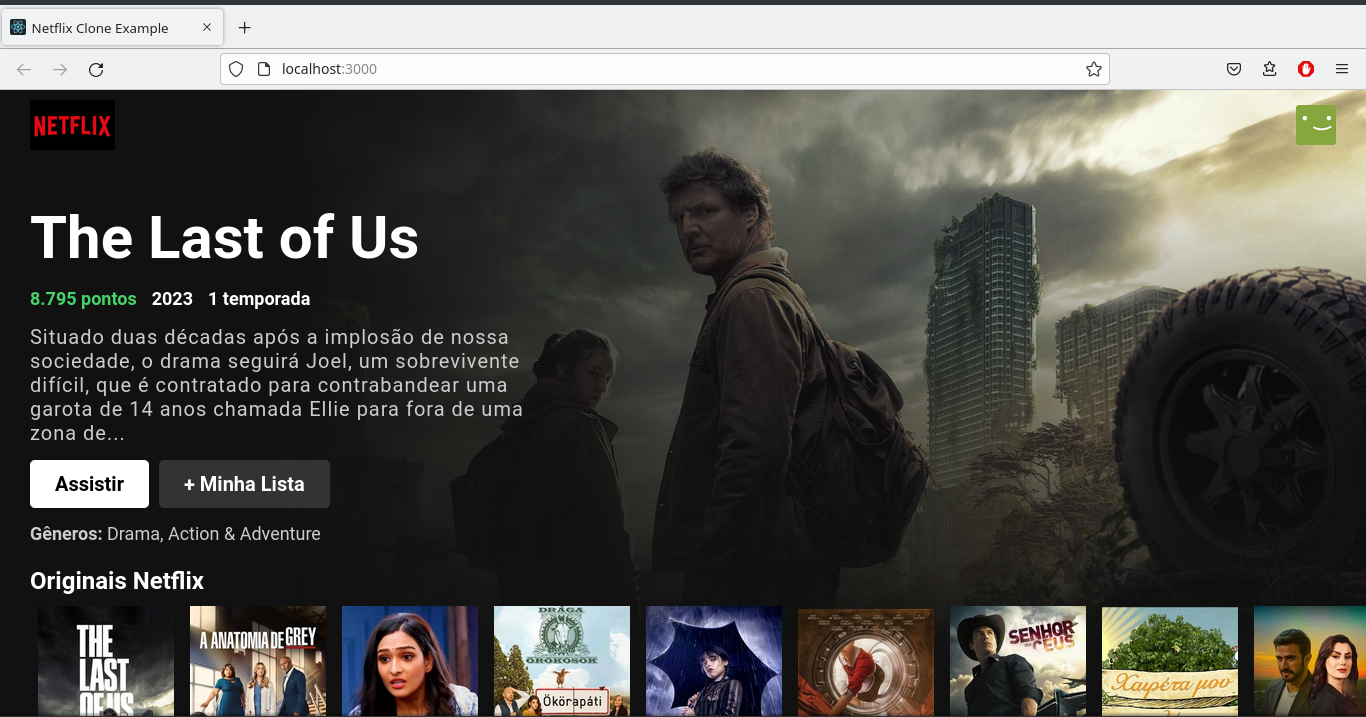 Netflix Clone Example
localhost:3000
NETFLIX
The Last of Us
8.795 pontos 2023 1 temporada
Situado duas décadas após a implosão de nossa
sociedade, o drama seguirá Joel, um sobrevivente
difícil, que é contratado para contrabandear uma
garota de 14 anos chamada Ellie para fora de uma
zona de...
Assistir + Minha Lista
Gêneros: Drama, Action & Adventure
Originais Netflix
THE
LAST
OF US
A ANATOMIA DE GREY
DRÁGA
ÖRÖKÖSÖK
Ökörapáti
SENHOR
CEUS
Χαιρέτα μου